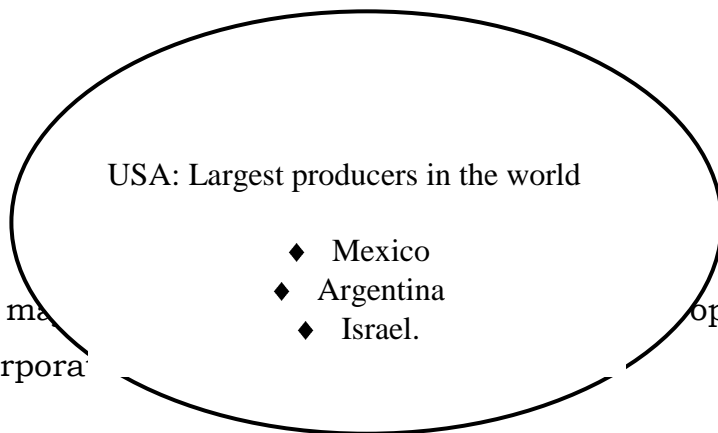 USA: Largest producers in the world
♦ Mexico
♦ Argentina
♦ Israel.